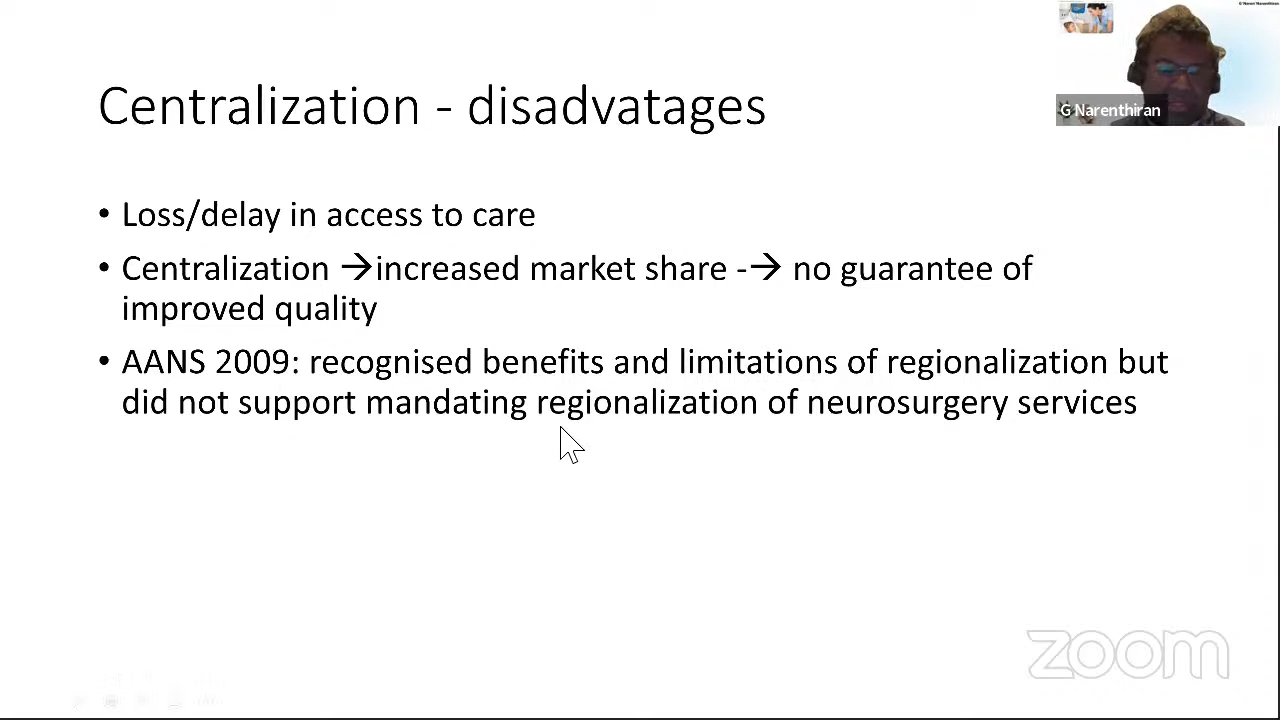 Centralization - disadvatages
G Narenthiran
• Loss/delay in access to care
• Centralization →increased market share -→ no guarantee of
improved quality
• AANS 2009: recognised benefits and limitations of regionalization but
did not support mandating regionalization of neurosurgery services
zoom